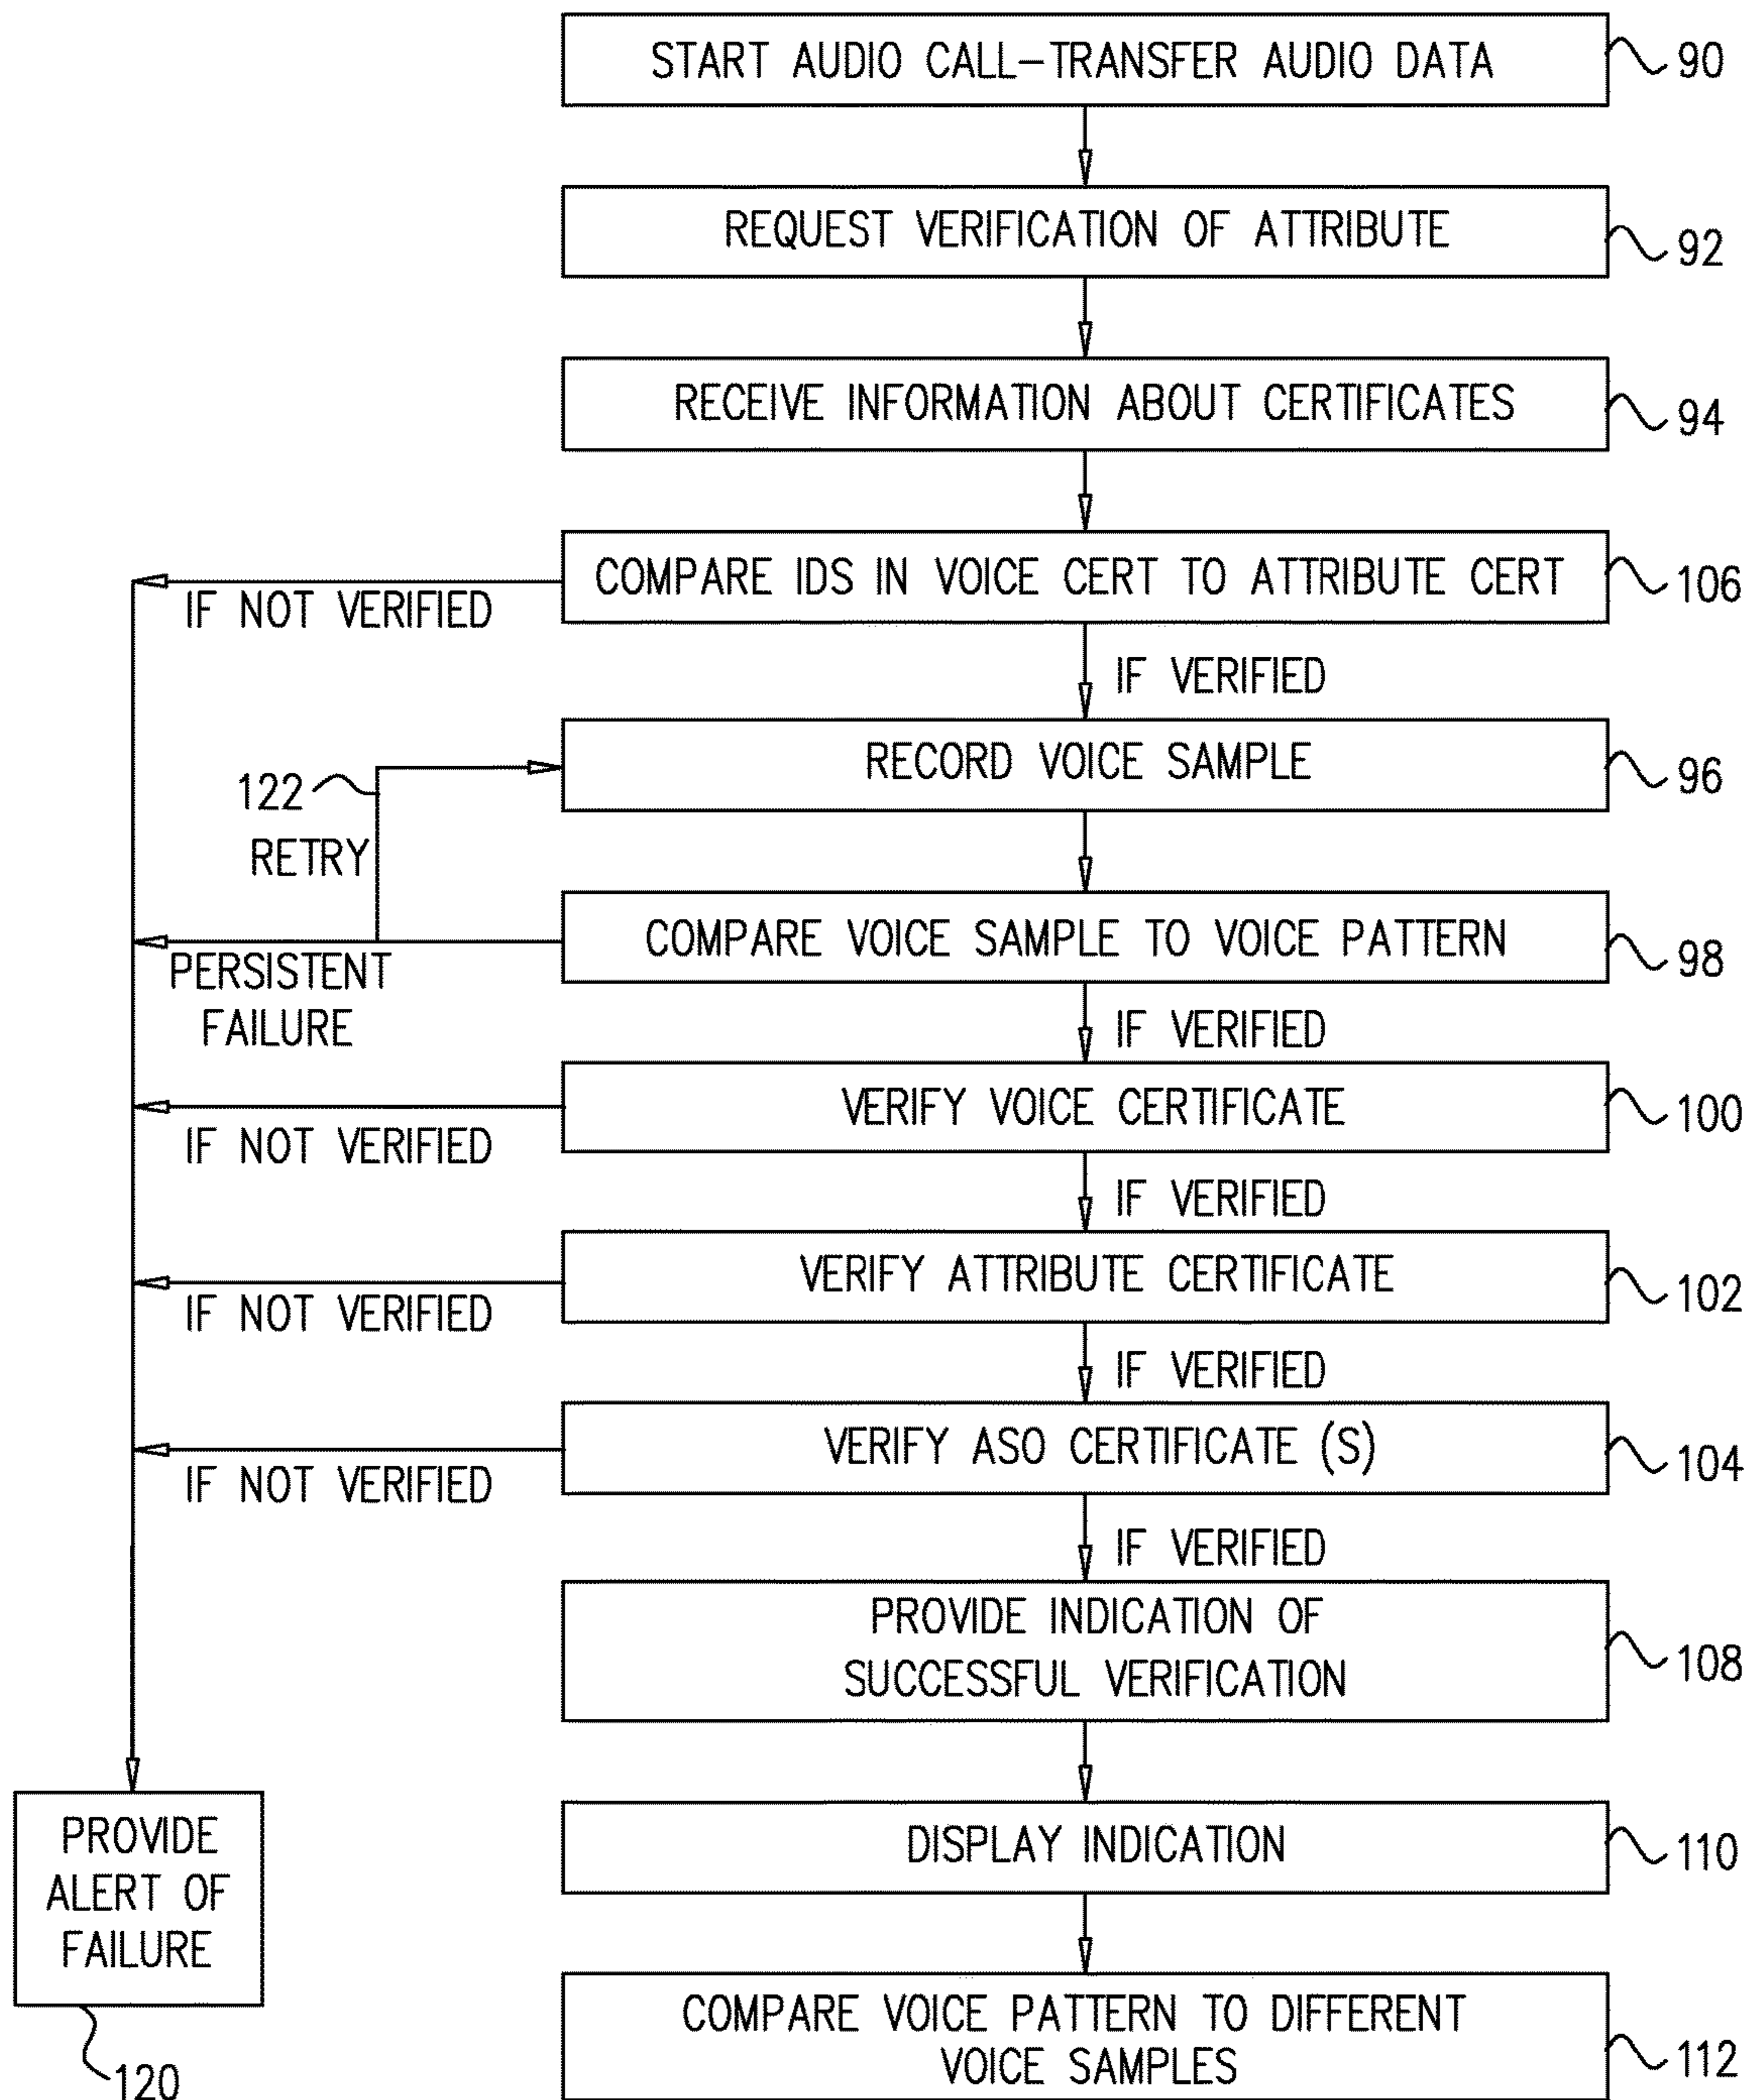 START AUDIO CALL-TRANSFER AUDIO DATA
90
REQUEST VERIFICATION OF ATTRIBUTE
92
RECEIVE INFORMATION ABOUT CERTIFICATES
94
COMPARE IDS IN VOICE CERT TO ATTRIBUTE CERT
106
IF NOT VERIFIED
IF VERIFIED
RECORD VOICE SAMPLE
96
122
RETRY
COMPARE VOICE SAMPLE TO VOICE PATTERN
98
PERSISTENT
FAILURE
IF VERIFIED
VERIFY VOICE CERTIFICATE
100
IF NOT VERIFIED
IF VERIFIED
VERIFY ATTRIBUTE CERTIFICATE
102
IF NOT VERIFIED
IF VERIFIED
VERIFY ASO CERTIFICATE (S)
104
IF NOT VERIFIED
IF VERIFIED
PROVIDE INDICATION OF
SUCCESSFUL VERIFICATION
108
DISPLAY INDICATION
110
PROVIDE
ALERT OF
FAILURE
120
COMPARE VOICE PATTERN TO DIFFERENT
VOICE SAMPLES
112